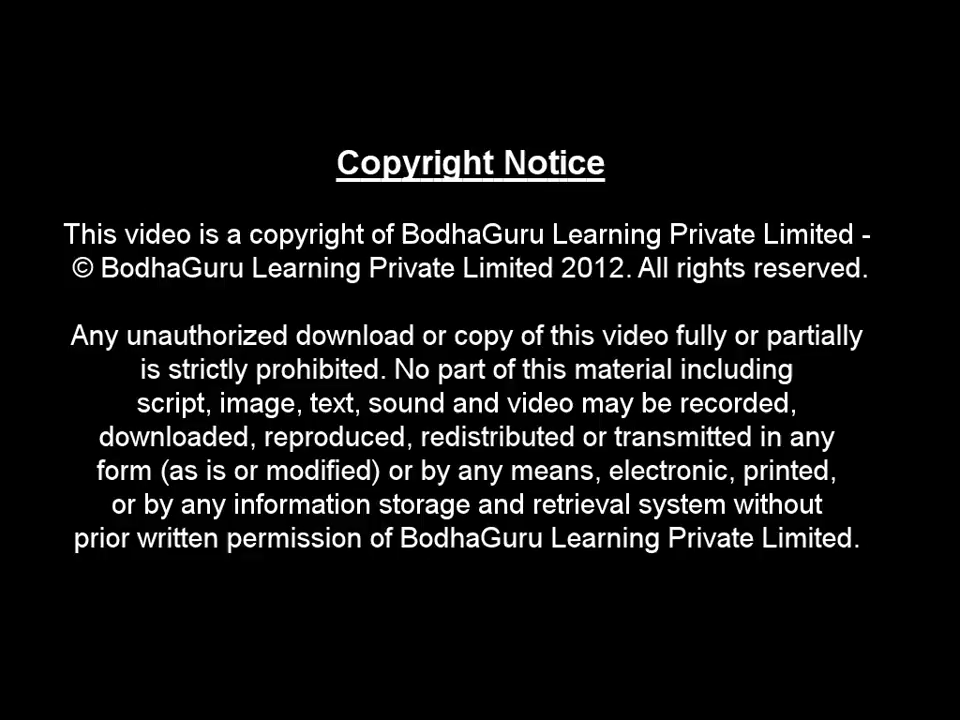 Copyright Notice
This video is a copyright of BodhaGuru Learning Private Limited -
© BodhaGuru Learning Private Limited 2012. All rights reserved.
Any unauthorized download or copy of this video fully or partially
is strictly prohibited. No part of this material including
script, image, text, sound and video may be recorded,
downloaded, reproduced, redistributed or transmitted in any
form (as is or modified) or by any means, electronic, printed,
or by any information storage and retrieval system without
prior written permission of BodhaGuru Learning Private Limited.